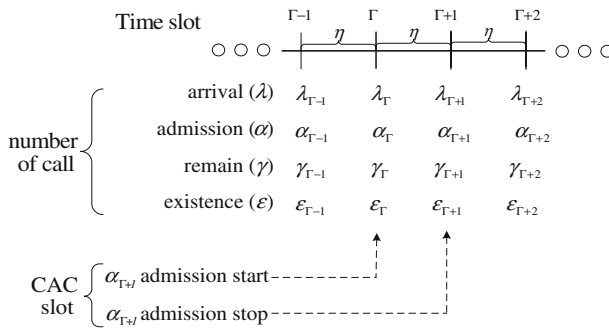 Γ−1 Γ Γ+1 Γ+2
Time slot
η η η
arrival (λ) λΓ−1 λΓ λΓ+1 λΓ+2
admission (α) αΓ−1 αΓ αΓ+1 αΓ+2
number of call
remain (γ) γΓ−1 γΓ γΓ+1 γΓ+2
existence (ε) εΓ−1 εΓ εΓ+1 εΓ+2
CAC slot
αΓ+1 admission start
αΓ+1 admission stop